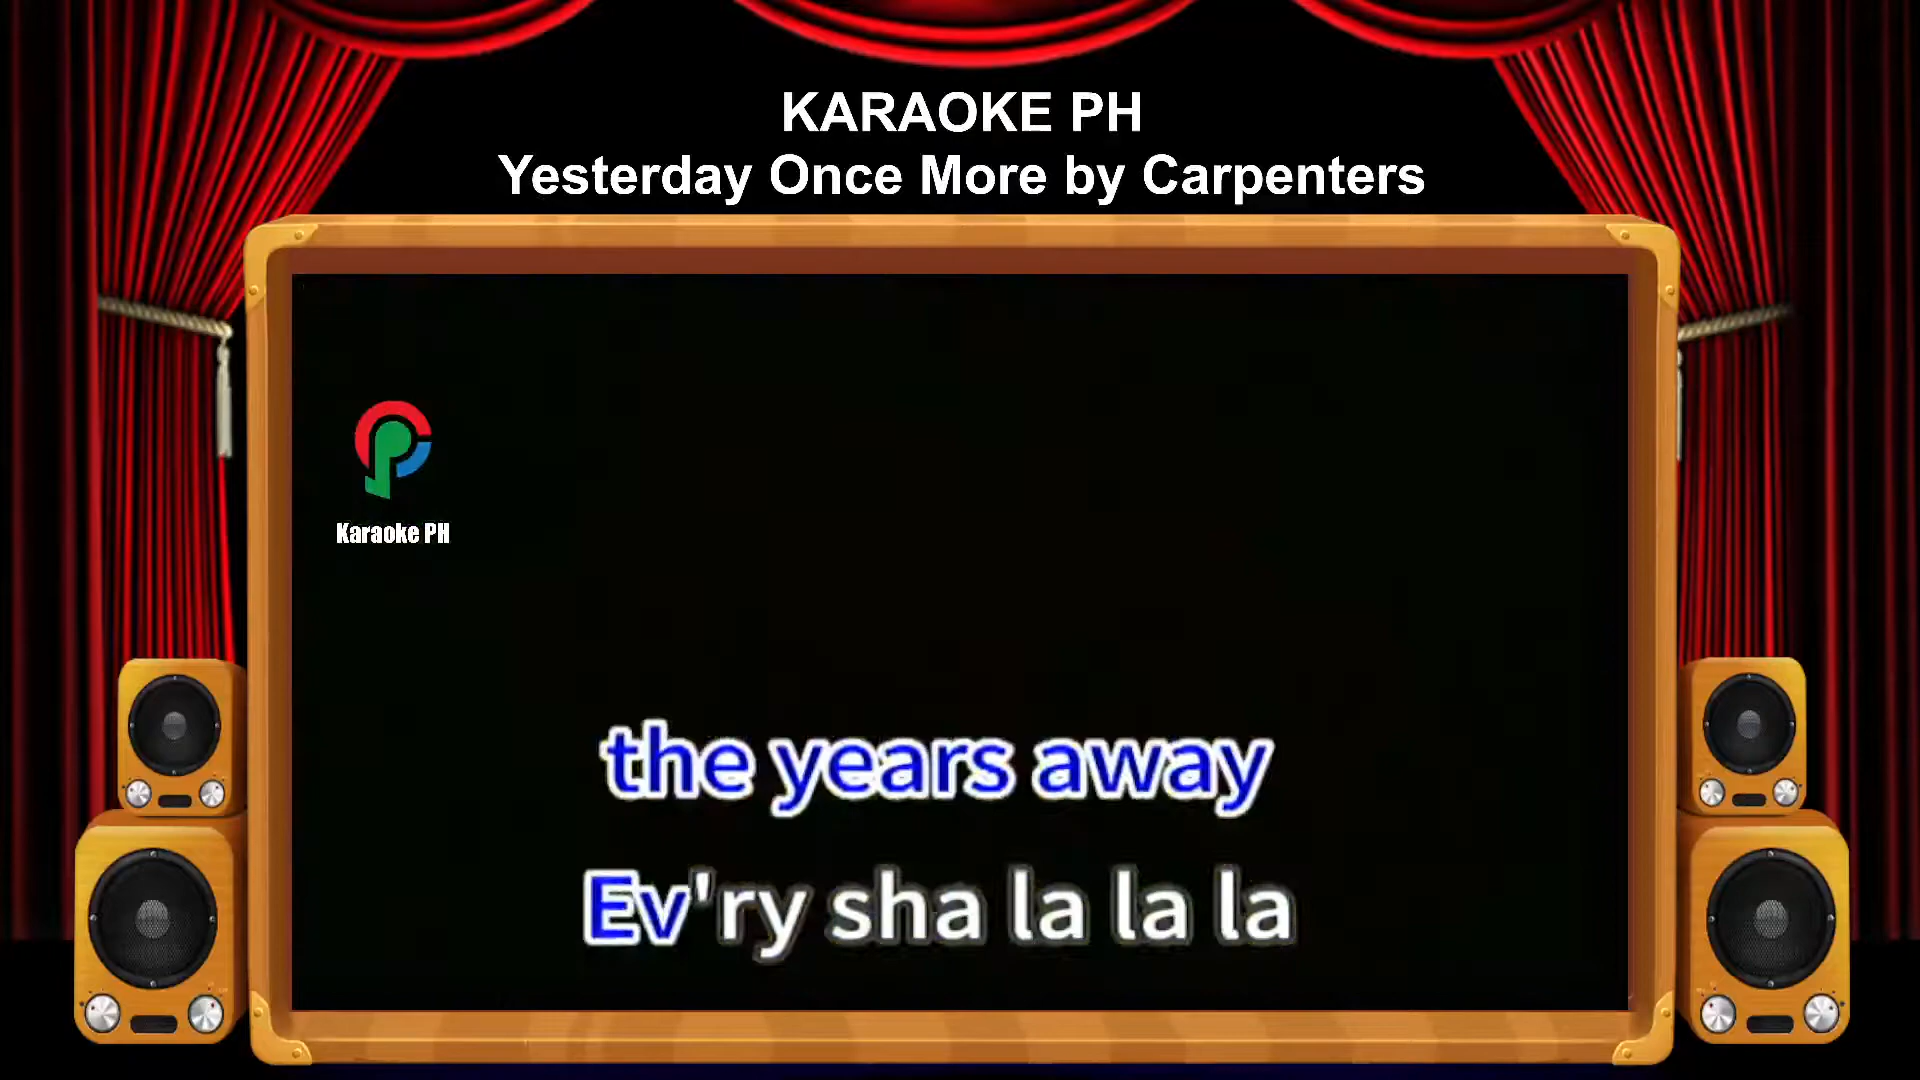 KARAOKE PH
Yesterday Once More by Carpenters
Karaoke PH
the years away
Ev'ry sha la la la